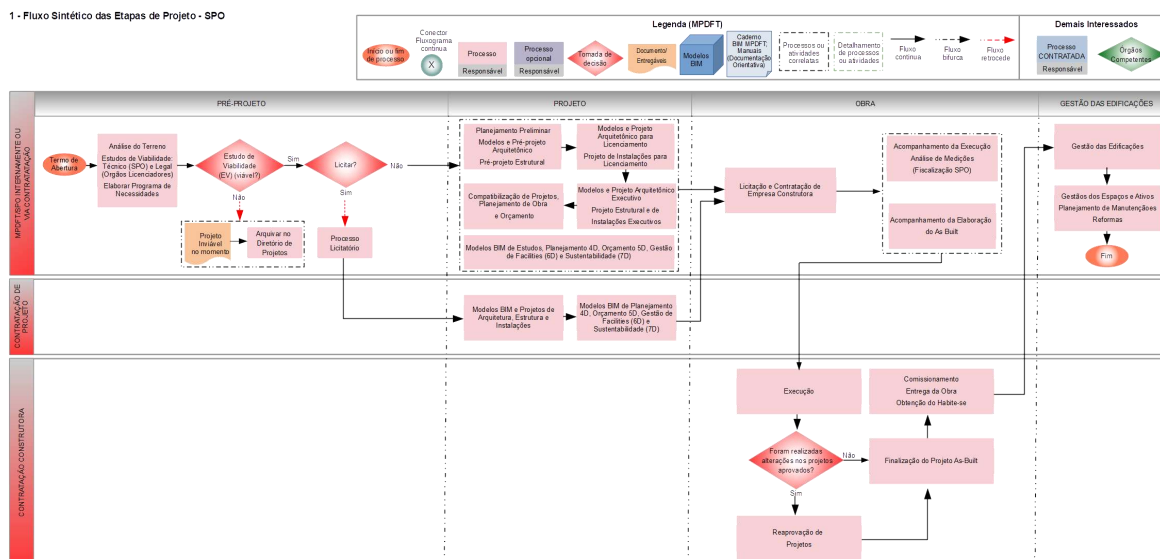 1 - Fluxo Sintético das Etapas de Projeto - SPO
Legenda (MPDFT)
Início ou fim
de processo
Conector
Fluxograma
continua
X
Processo
Responsável
Processo
opcional
Responsável
Tomada de
decisão
Documento/
Entregáveis
Modelos
BIM
Caderno
BIM MPDFT;
Manuais
(Documentação
Orientativa)
Processos ou
atividades
correlatas
Detalhamento
de processos
ou atividades
Fluxo
continua
Fluxo
bifurca
Fluxo
retrocede
Demais Interessados
Processo
CONTRATADA
Responsável
Órgãos
Competentes
PRÉ-PROJETO
PROJETO
OBRA
GESTÃO DAS EDIFICAÇÕES
MPDFT/SPO INTERNAMENTE OU
VIA CONTRATAÇÃO
Termo de
Abertura
Análise do Terreno
Estudos de Viabilidade:
Técnico (SPO) e Legal
(Orgãos Licenciadores)
Elaborar Programa de
Necessidades
Estudo de
Viabilidade
(EV) (viável?)
Sim
Licitar?
Não
Não
Sim
Projeto
Inviável
no momento
Arquivar no
Diretório de
Projetos
Processo
Licitatório
Planejamento Preliminar
Modelos e Pré-projeto
Arquitetônico
Pré-projeto Estrutural
Modelos e Projeto
Arquitetônico para
Licenciamento
Projeto de Instalações para
Licenciamento
Compatibilização de Projetos,
Planejamento de Obra
e Orçamento
Modelos e Projeto Arquitetônico
Executivo
Projeto Estrutural e de
Instalações Executivos
Modelos BIM de Estudos, Planejamento 4D, Orçamento 5D, Gestão
de Facilities (6D) e Sustentabilidade (7D)
Licitação e Contratação de
Empresa Construtora
Acompanhamento da Execução
Análise de Medições
(Fiscalização SPO)
Acompanhamento da Elaboração
do As Built
Gestão das Edificações
Gestão dos Espaços e Ativos
Planejamento de Manutenções
Reformas
Fim
CONTRATAÇÃO DE
PROJETO
Modelos BIM e Projetos de
Arquitetura, Estrutura e
Instalações
Modelos BIM de Planejamento
4D, Orçamento 5D, Gestão de
Facilities (6D) e
Sustentabilidade (7D)
CONTRATAÇÃO CONSTRUTORA
Execução
Comissionamento
Entrega da Obra
Obtenção do Habite-se
Foram realizadas
alterações nos projetos
aprovados?
Não
Finalização do Projeto As-Built
Sim
Reaprovação de
Projetos